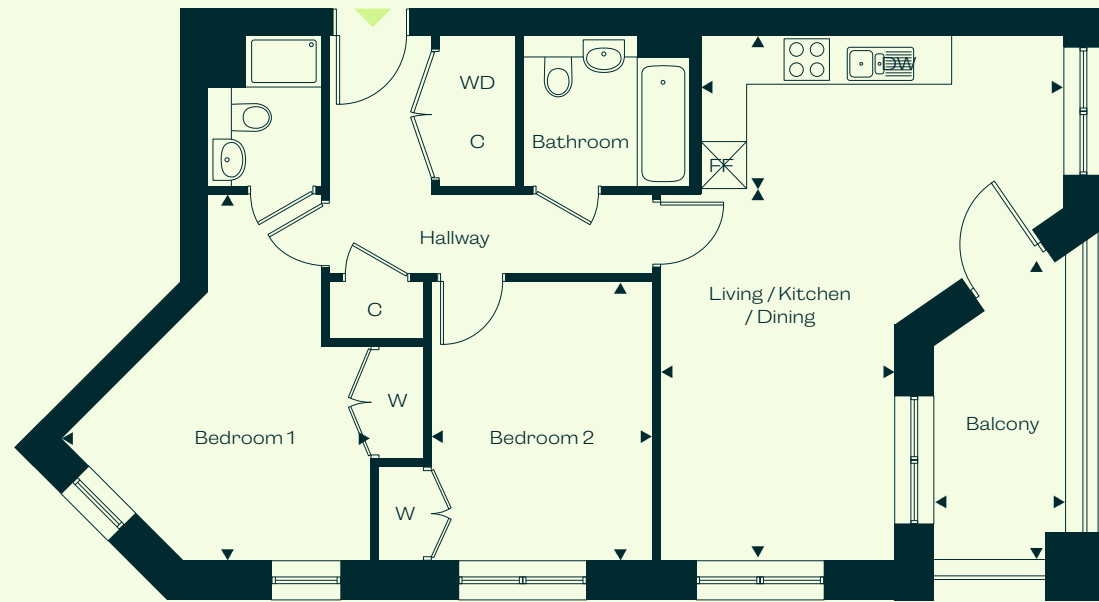 WD
DW
C
Bathroom
FF
Hallway
Living / Kitchen
/ Dining
C
W
Bedroom 1
Bedroom 2
Balcony
W